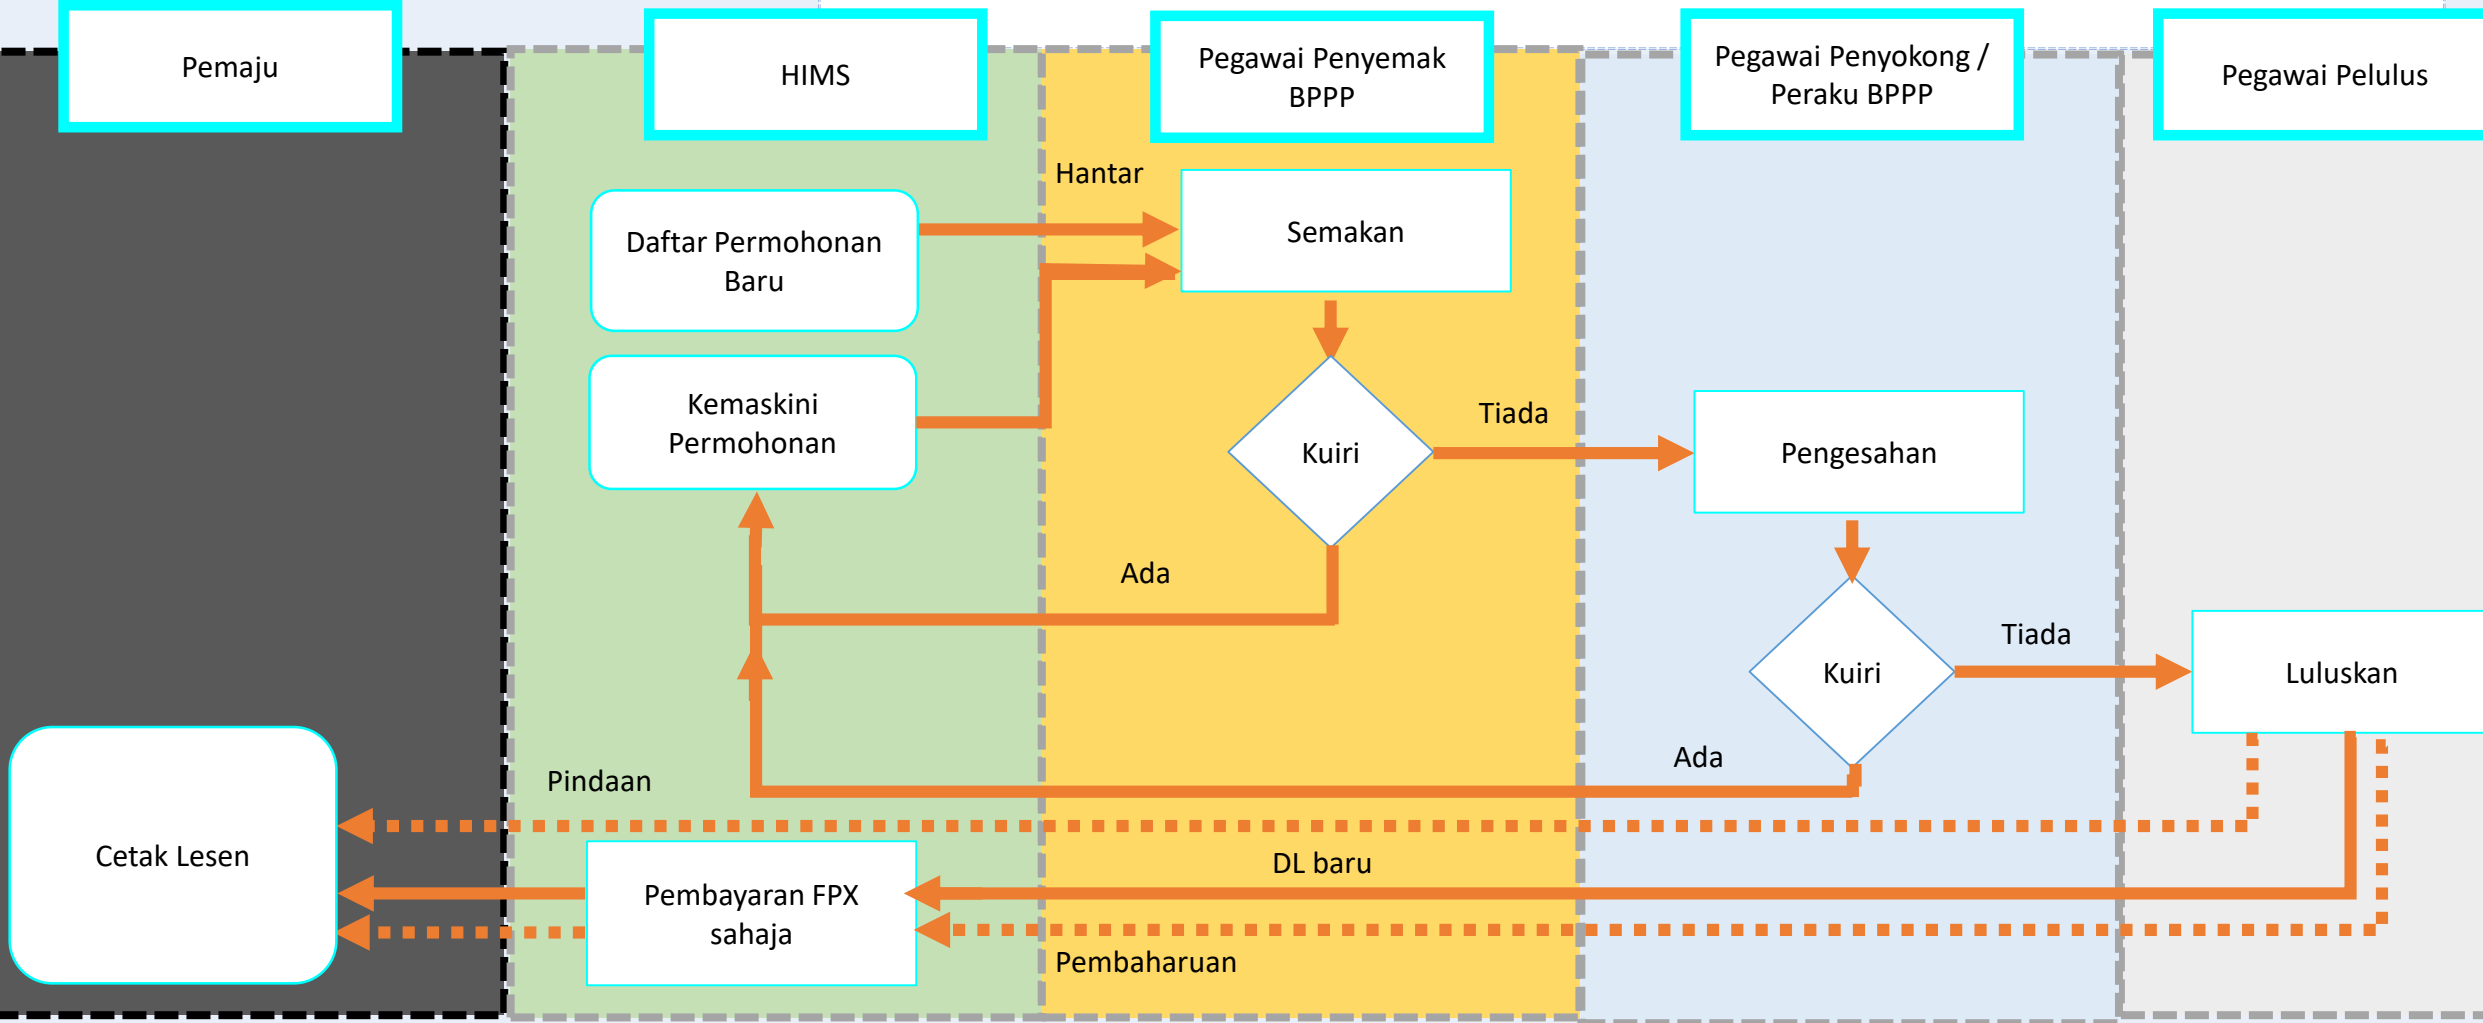 Pemaju
HIMS
Pegawai Penyemak
BPPP
Pegawai Penyokong /
Peraku BPPP
Pegawai Pelulus
Hantar
Daftar Permohonan
Baru
Semakan
Kemaskini
Permohonan
Kuiri
Tiada
Pengesahan
Ada
Kuiri
Tiada
Luluskan
Ada
Pindaan
Cetak Lesen
DL baru
Pembayaran FPX
sahaja
Pembaharuan